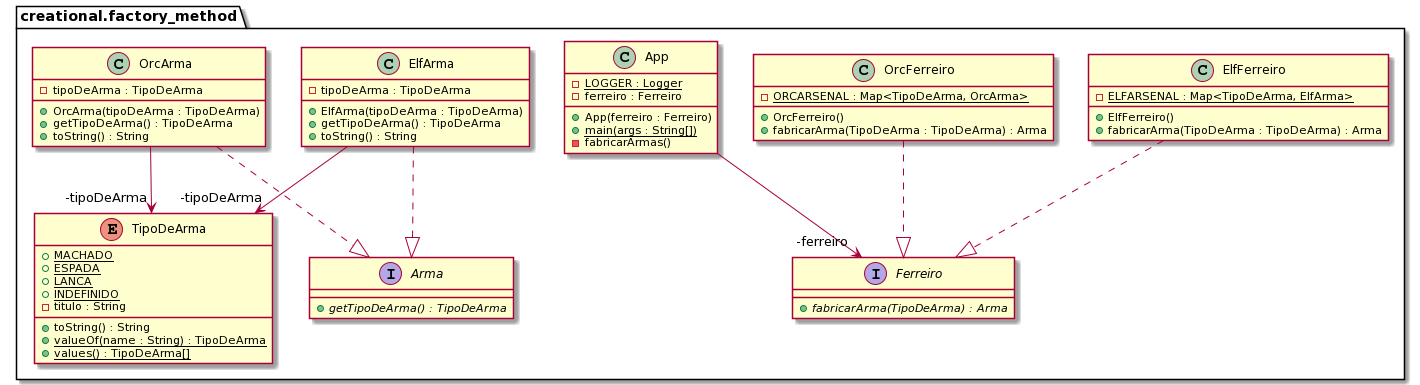 creational.factory_method
C OrcArma
tipoDeArma : TipoDeArma
OrcArma(tipoDeArma : TipoDeArma)
getTipoDeArma() : TipoDeArma
toString() : String
C ElfArma
tipoDeArma : TipoDeArma
ElfArma(tipoDeArma : TipoDeArma)
getTipoDeArma() : TipoDeArma
toString() : String
C App
LOGGER : Logger
ferreiro : Ferreiro
App(ferreiro : Ferreiro)
main(args : String[])
fabricarArmas()
C OrcFerreiro
ORCARSENAL : Map<TipoDeArma, OrcArma>
OrcFerreiro()
fabricarArma(TipoDeArma : TipoDeArma) : Arma
C ElfFerreiro
ELFARSENAL : Map<TipoDeArma, ElfArma>
ElfFerreiro()
fabricarArma(TipoDeArma : TipoDeArma) : Arma
-tipoDeArma
-tipoDeArma
-ferreiro
E TipoDeArma
MACHADO
ESPADA
LANCA
INDEFINIDO
titulo : String
toString() : String
valueOf(name : String) : TipoDeArma
values() : TipoDeArma[]
I Arma
getTipoDeArma() : TipoDeArma
I Ferreiro
fabricarArma(TipoDeArma) : Arma